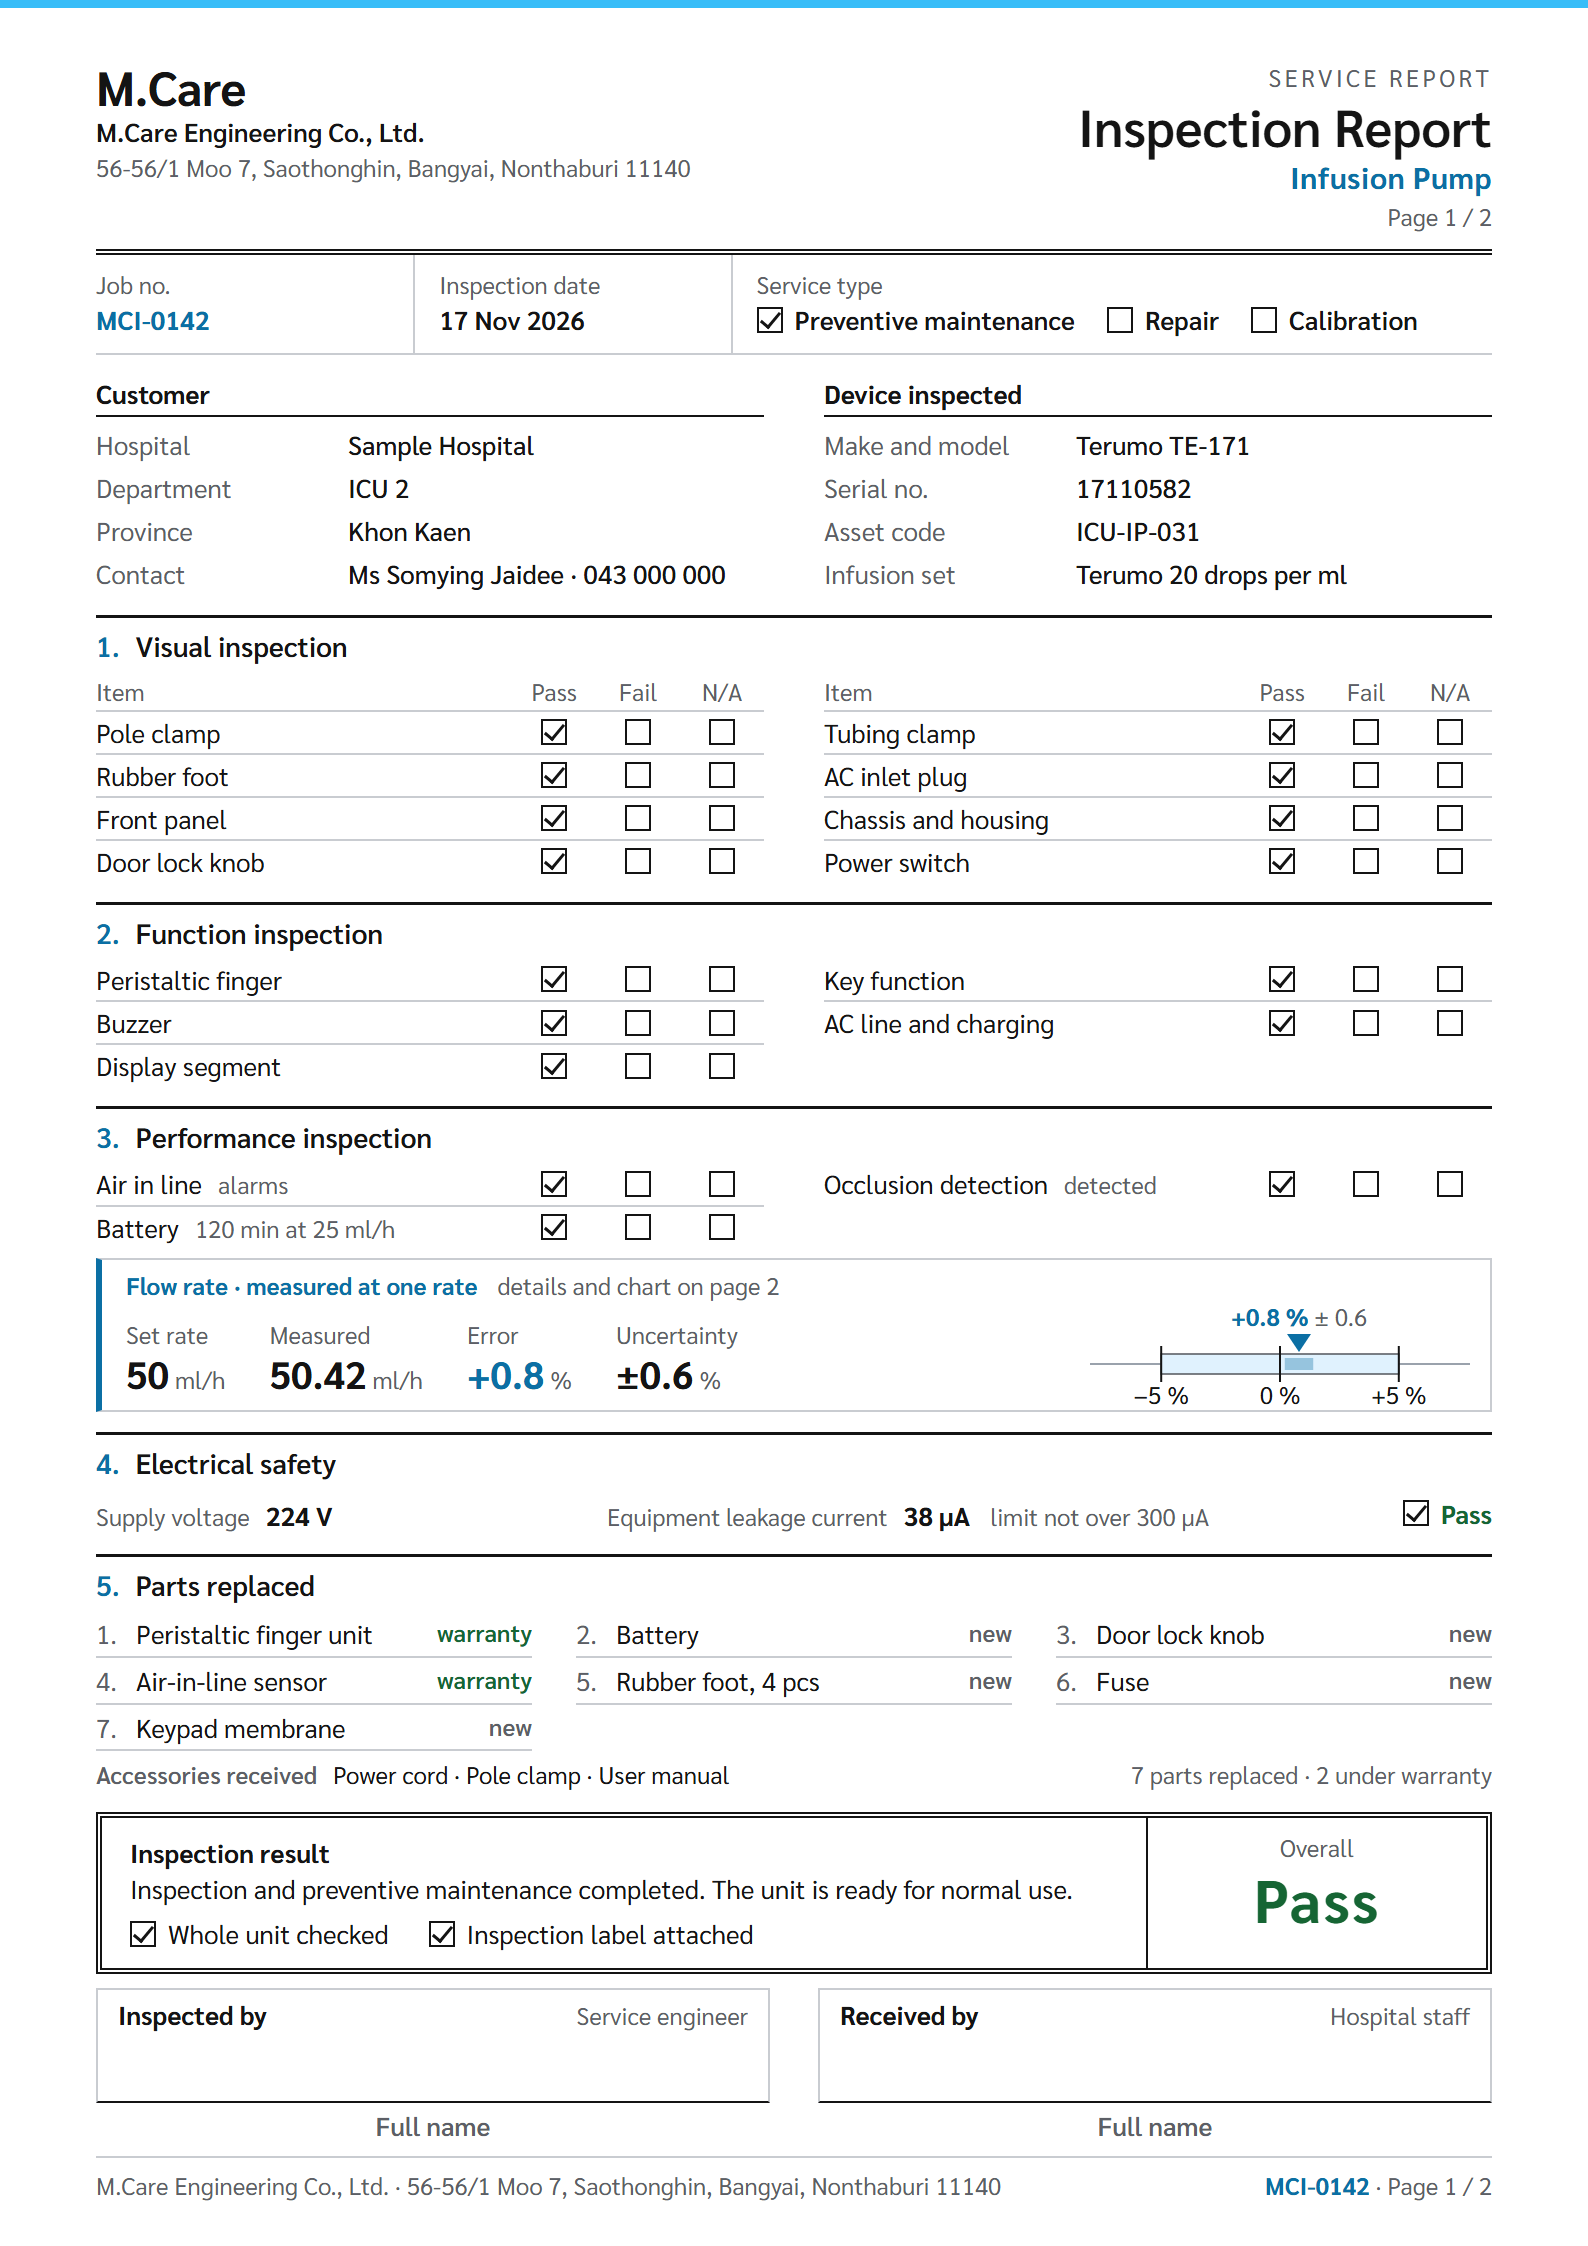 M.Care
M.Care Engineering Co., Ltd.
56-56/1 Moo 7, Saothonghin, Bangyai, Nonthaburi 11140
SERVICE REPORT
Inspection Report
Infusion Pump
Page 1 / 2
Job no.
MCI-0142
Inspection date
17 Nov 2026
Service type
Preventive maintenance Repair Calibration
Customer
Hospital Sample Hospital
Department ICU 2
Province Khon Kaen
Contact Ms Somying Jaidee · 043 000 000
Device inspected
Make and model Terumo TE-171
Serial no. 17110582
Asset code ICU-IP-031
Infusion set Terumo 20 drops per ml
1. Visual inspection
Item Pass Fail N/A
Pole clamp
Rubber foot
Front panel
Door lock knob
Item Pass Fail N/A
Tubing clamp
AC inlet plug
Chassis and housing
Power switch
2. Function inspection
Peristaltic finger
Buzzer
Display segment
Key function
AC line and charging
3. Performance inspection
Air in line alarms
Battery 120 min at 25 ml/h
Occlusion detection detected
Flow rate · measured at one rate details and chart on page 2
Set rate Measured Error Uncertainty
50 ml/h 50.42 ml/h +0.8 % ±0.6 %
+0.8 % ± 0.6
−5 % 0 % +5 %
4. Electrical safety
Supply voltage 224 V Equipment leakage current 38 µA limit not over 300 µA Pass
5. Parts replaced
1. Peristaltic finger unit warranty 2. Battery new 3. Door lock knob new
4. Air-in-line sensor warranty 5. Rubber foot, 4 pcs new 6. Fuse new
7. Keypad membrane new
Accessories received Power cord · Pole clamp · User manual 7 parts replaced · 2 under warranty
Inspection result
Inspection and preventive maintenance completed. The unit is ready for normal use.
Whole unit checked Inspection label attached
Overall
Pass
Inspected by Service engineer
Full name
Received by Hospital staff
Full name
M.Care Engineering Co., Ltd. · 56-56/1 Moo 7, Saothonghin, Bangyai, Nonthaburi 11140 MCI-0142 · Page 1 / 2